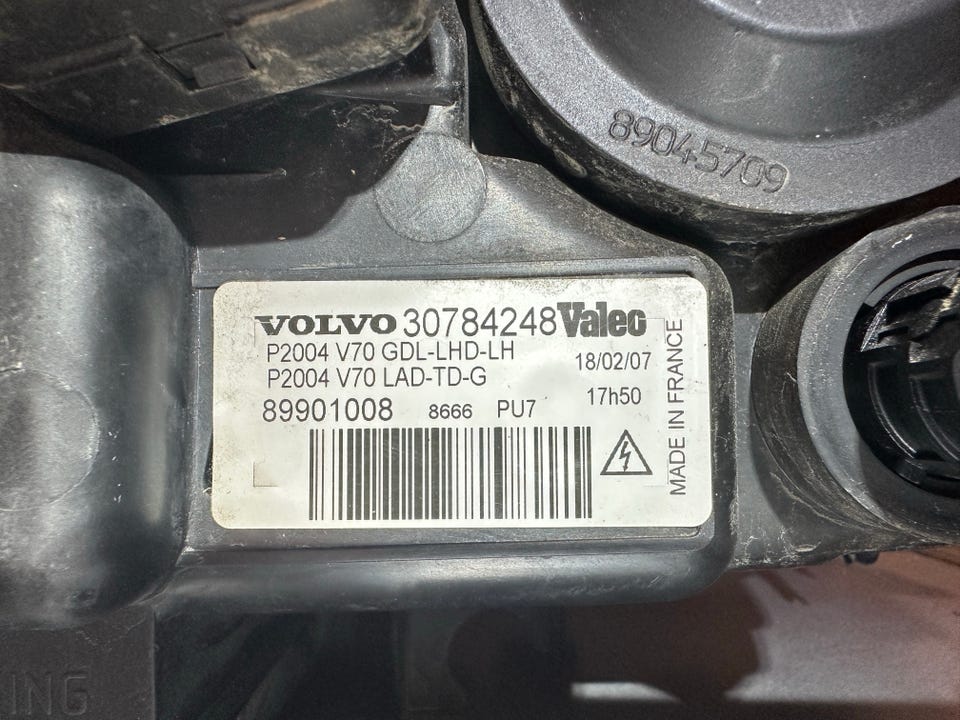 89045709
VOLVO 30784248 Valeo
P2004 V70 GDL-LHD-LH
18/02/07
P2004 V70 LAD-TD-G
17h50
89901008 8666 PU7
MADE IN FRANCE
ING